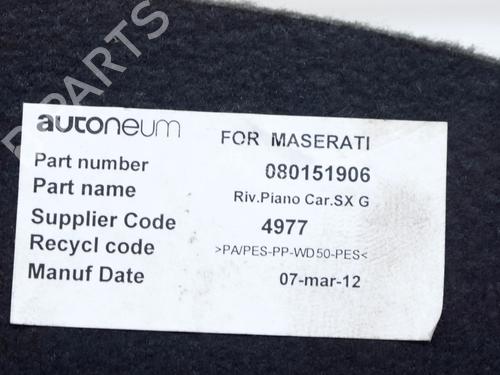 B-PARTS
autoneum FOR MASERATI
Part number 080151906
Part name Riv.Piano Car.SX G
Supplier Code 4977
Recycl code >PA/PES-PP-WD50-PES<
Manuf Date 07-mar-12